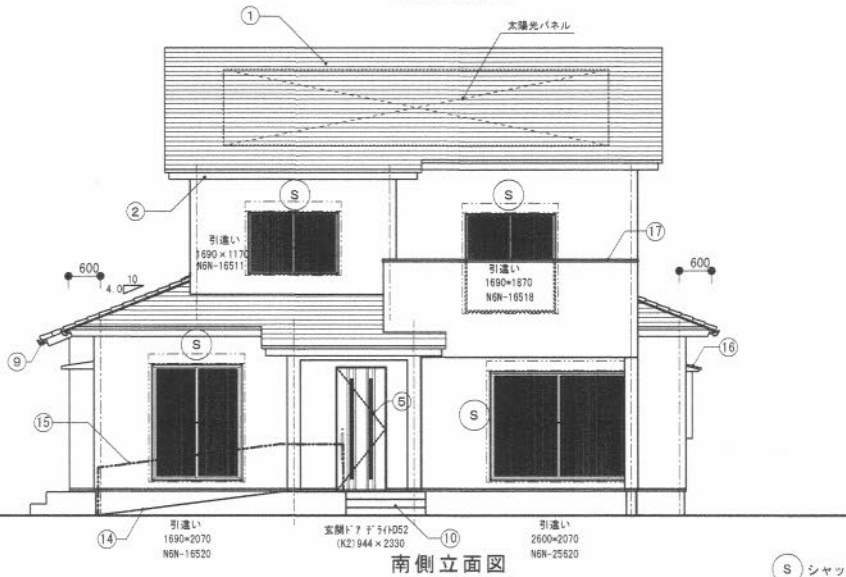 ①
太陽光パネル
②
S
S
引違い
1690×1170
N6N-16511
⑰
引違い
1690*1870
N6N-16518
600
10
4.0
600
⑨
S
⑯
⑤
S
⑮
⑭
⑩
引違い
1690*2070
N6N-16520
玄関ドア デライトD52
(K2) 944×2330
引違い
2600*2070
N6N-25620
南側立面図
S シャッ